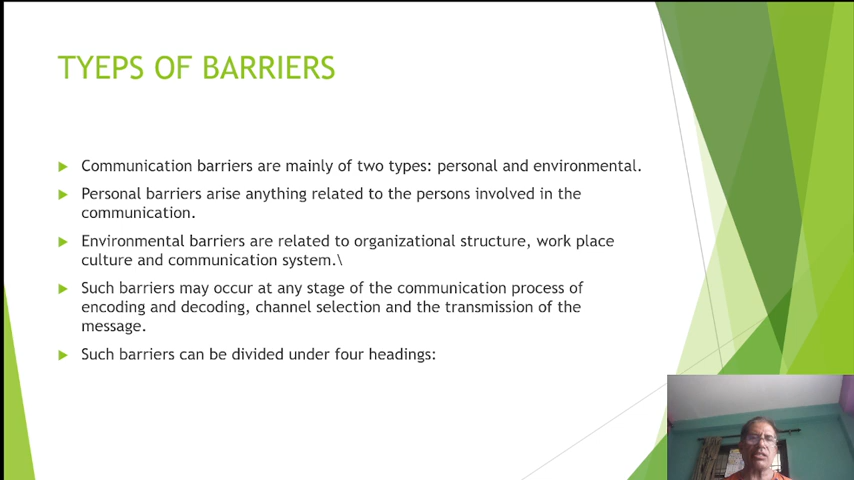 TYEPS OF BARRIERS
Communication barriers are mainly of two types: personal and environmental.
Personal barriers arise anything related to the persons involved in the
communication.
Environmental barriers are related to organizational structure, work place
culture and communication system.\
Such barriers may occur at any stage of the communication process of
encoding and decoding, channel selection and the transmission of the
message.
Such barriers can be divided under four headings: